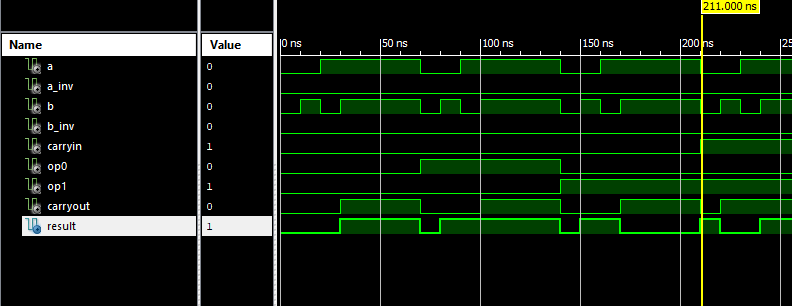 211.000 ns
Name Value
0 ns 50 ns 100 ns 150 ns 200 ns
a 0
a_inv 0
b 0
b_inv 0
carryin 1
op0 0
op1 1
carryout 0
result 1